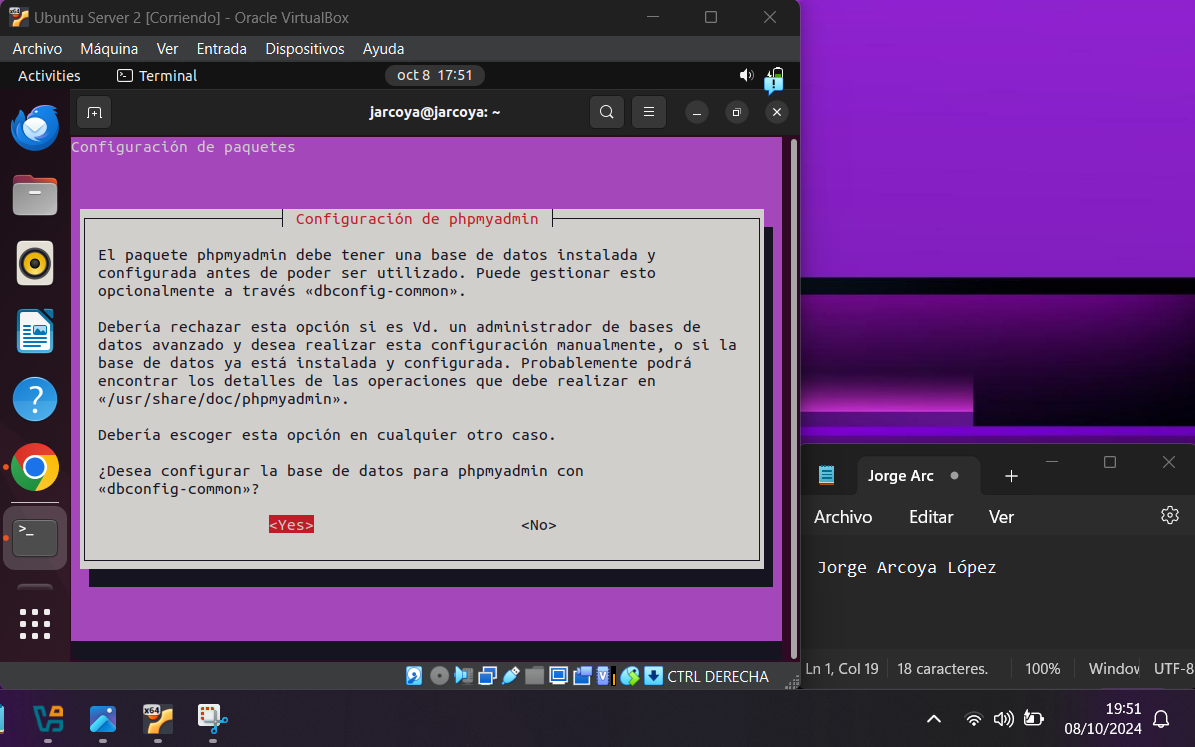 Ubuntu Server 2 [Corriendo] - Oracle VirtualBox
Archivo Máquina Ver Entrada Dispositivos Ayuda
Activities Terminal oct 8 17:51
jarcoya@jarcoya: ~
Configuración de paquetes
Configuración de phpmyadmin
El paquete phpmyadmin debe tener una base de datos instalada y
configurada antes de poder ser utilizado. Puede gestionar esto
opcionalmente a través «dbconfig-common».
Debería rechazar esta opción si es Vd. un administrador de bases de
datos avanzado y desea realizar esta configuración manualmente, o si la
base de datos ya está instalada y configurada. Probablemente podrá
encontrar los detalles de las operaciones que debe realizar en
«/usr/share/doc/phpmyadmin».
Debería escoger esta opción en cualquier otro caso.
¿Desea configurar la base de datos para phpmyadmin con
«dbconfig-common»?
<Yes> <No>
CTRL DERECHA
Jorge Arc
Archivo Editar Ver
Jorge Arcoya López
Ln 1, Col 19 18 caracteres. 100% Window UTF-8
x64
19:51
08/10/2024